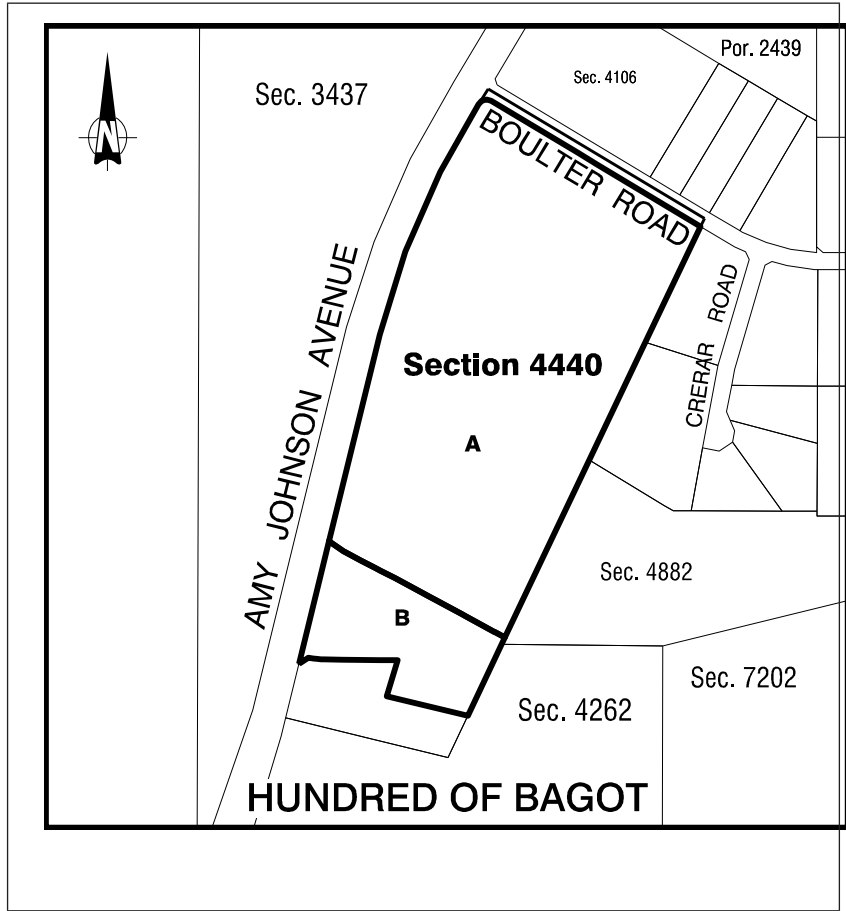 Por. 2439
Sec. 4106
Sec. 3437
N
BOULTER ROAD
CRERAR ROAD
AMY JOHNSON AVENUE
Section 4440
A
Sec. 4882
B
Sec. 7202
Sec. 4262
HUNDRED OF BAGOT